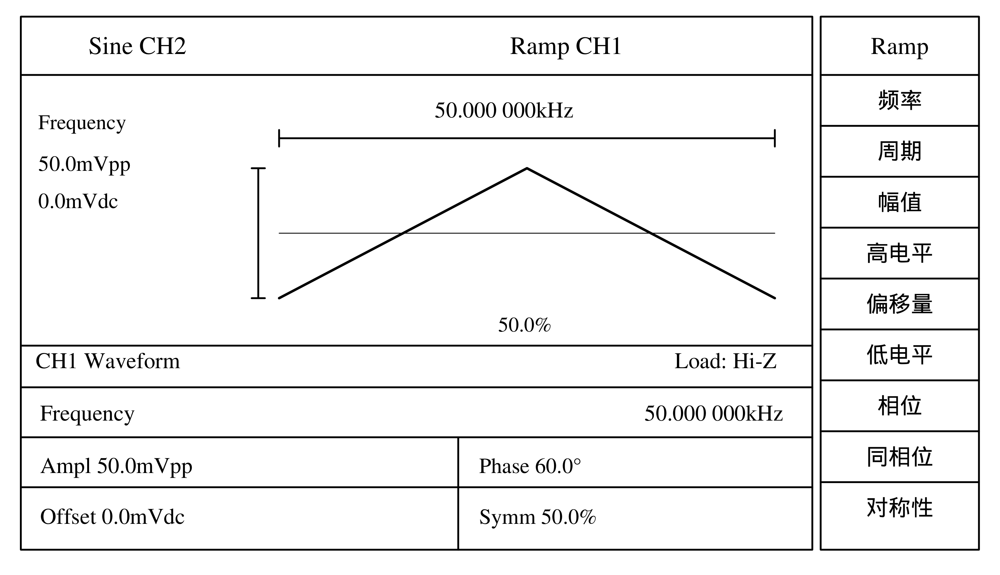 Sine CH2
Ramp CH1
Frequency
50.0mVpp
0.0mVdc
50.000 000kHz
50.0%
CH1 Waveform
Load: Hi-Z
Frequency
50.000 000kHz
Ampl 50.0mVpp
Phase 60.0°
Offset 0.0mVdc
Symm 50.0%
Ramp
频率
周期
幅值
高电平
偏移量
低电平
相位
同相位
对称性